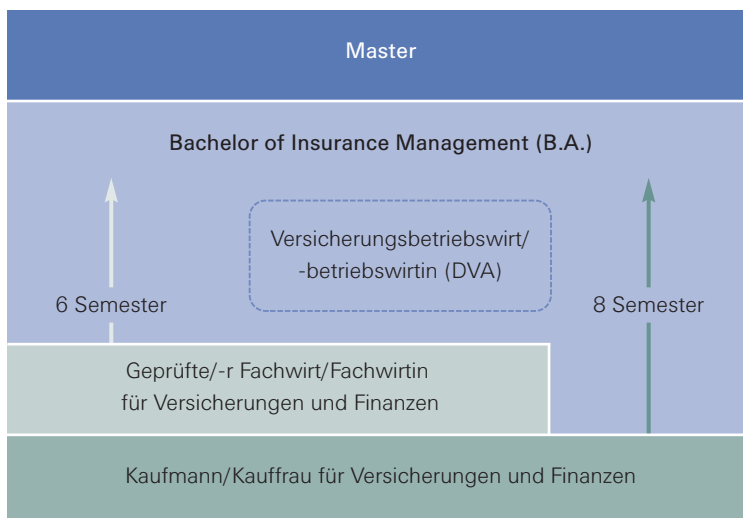 Master
Bachelor of Insurance Management (B.A.)
Versicherungsbetriebswirt/
-betriebswirtin (DVA)
6 Semester
8 Semester
Geprüfte/-r Fachwirt/Fachwirtin
für Versicherungen und Finanzen
Kaufmann/Kauffrau für Versicherungen und Finanzen